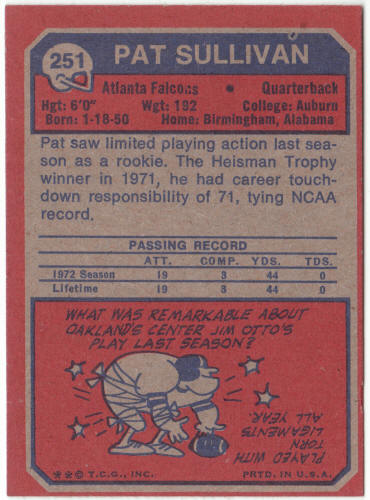 251 PAT SULLIVAN
Atlanta Falcons • Quarterback
Hgt: 6'0" Wgt: 192 College: Auburn
Born: 1-18-50 Home: Birmingham, Alabama
Pat saw limited playing action last sea-
son as a rookie. The Heisman Trophy
winner in 1971, he had career touch-
down responsibility of 71, tying NCAA
record.
PASSING RECORD
ATT. COMP. YDS. TDS.
1972 Season 19 3 44 0
Lifetime 19 3 44 0
WHAT WAS REMARKABLE ABOUT
OAKLAND'S CENTER JIM OTTO'S
PLAY LAST SEASON?
PLAYED WITH
TORN
LIGAMENTS
ALL YEAR.
**© T.C.G., INC. PRTD. IN U.S.A.